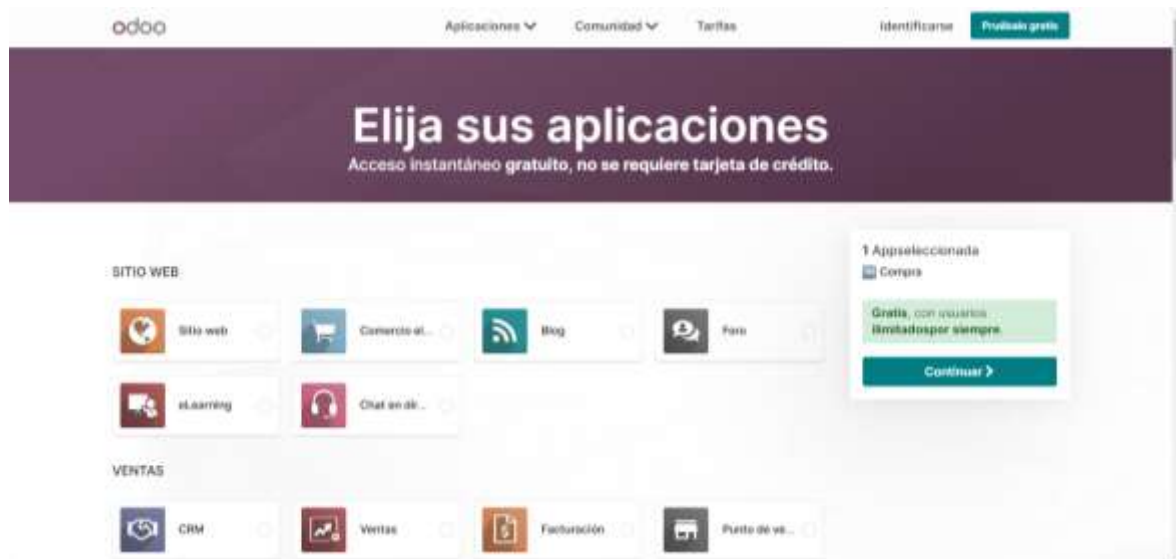 odoo
Aplicaciones
Comunidad
Tarifas
Identificarse
Pruébalo gratis
Elija sus aplicaciones
Acceso instantáneo gratuito, no se requiere tarjeta de crédito.
1 Appseleccionada
Compra
Gratis, con usuarios
ilimitadospor siempre.
Continuar
SITIO WEB
Sitio web
Comercio el...
Blog
Foro
eLearning
Chat en dir...
VENTAS
CRM
Ventas
Facturación
Punto de ve...